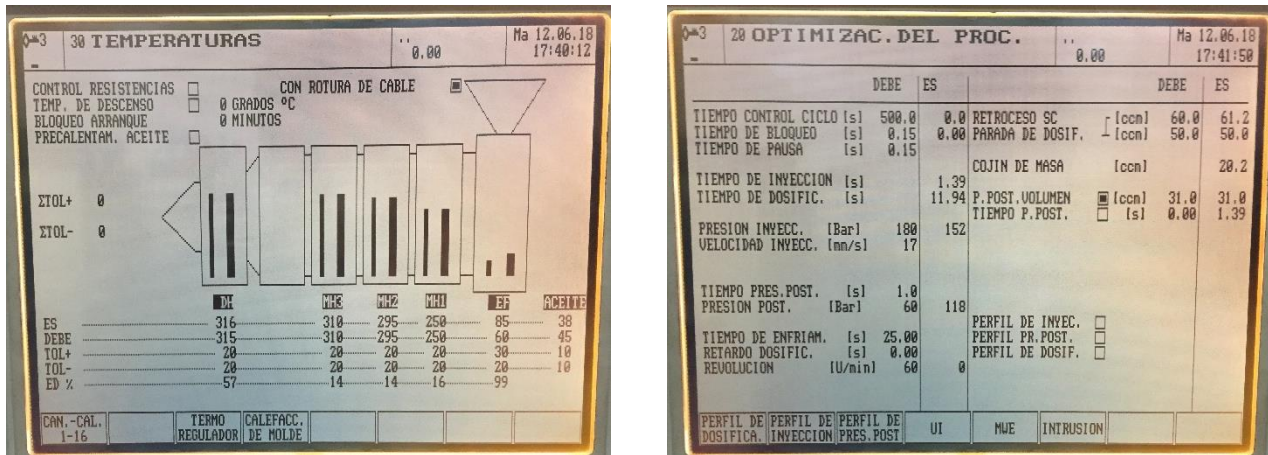 3 30 TEMPERATURAS .. 0.00 Ma 12.06.18 17:40:12
CONTROL RESISTENCIAS CON ROTURA DE CABLE
TEMP. DE DESCENSO 0 GRADOS ºC
BLOQUEO ARRANQUE 0 MINUTOS
PRECALENTAM. ACEITE
ΣTOL+ 0
ΣTOL- 0
DH MH3 MH2 MH1 EF ACEITE
ES 316 310 295 250 85 38
DEBE 315 310 295 250 60 45
TOL+ 20 20 20 20 30 10
TOL- 20 20 20 20 20 10
ED % 57 14 14 16 99
CAN.-CAL. 1-16
TERMO REGULADOR
CALEFACC. DE MOLDE
3 20 OPTIMIZAC.DEL PROC. .. 0.00 Ma 12.06.18 17:41:50
DEBE ES DEBE ES
TIEMPO CONTROL CICLO [s] 500.0 0.0 RETROCESO SC [ccm] 60.0 61.2
TIEMPO DE BLOQUEO [s] 0.15 0.00 PARADA DE DOSIF. [ccm] 50.0 50.0
TIEMPO DE PAUSA [s] 0.15
COJIN DE MASA [ccm] 20.2
TIEMPO DE INYECCION [s] 1.39
TIEMPO DE DOSIFIC. [s] 11.94 P.POST.VOLUMEN [ccm] 31.0 31.0
TIEMPO P.POST. [s] 0.00 1.39
PRESION INYECC. [Bar] 180 152
VELOCIDAD INYECC. [mm/s] 17
TIEMPO PRES.POST. [s] 1.0
PRESION POST. [Bar] 60 118
PERFIL DE INYEC.
TIEMPO DE ENFRIAM. [s] 25.00 PERFIL PR.POST.
RETARDO DOSIFIC. [s] 0.00 PERFIL DE DOSIF.
REVOLUCION [U/min] 60 0
PERFIL DE DOSIFICA.
PERFIL DE INYECCION
PERFIL DE PRES.POST
UI
MWE
INTRUSION